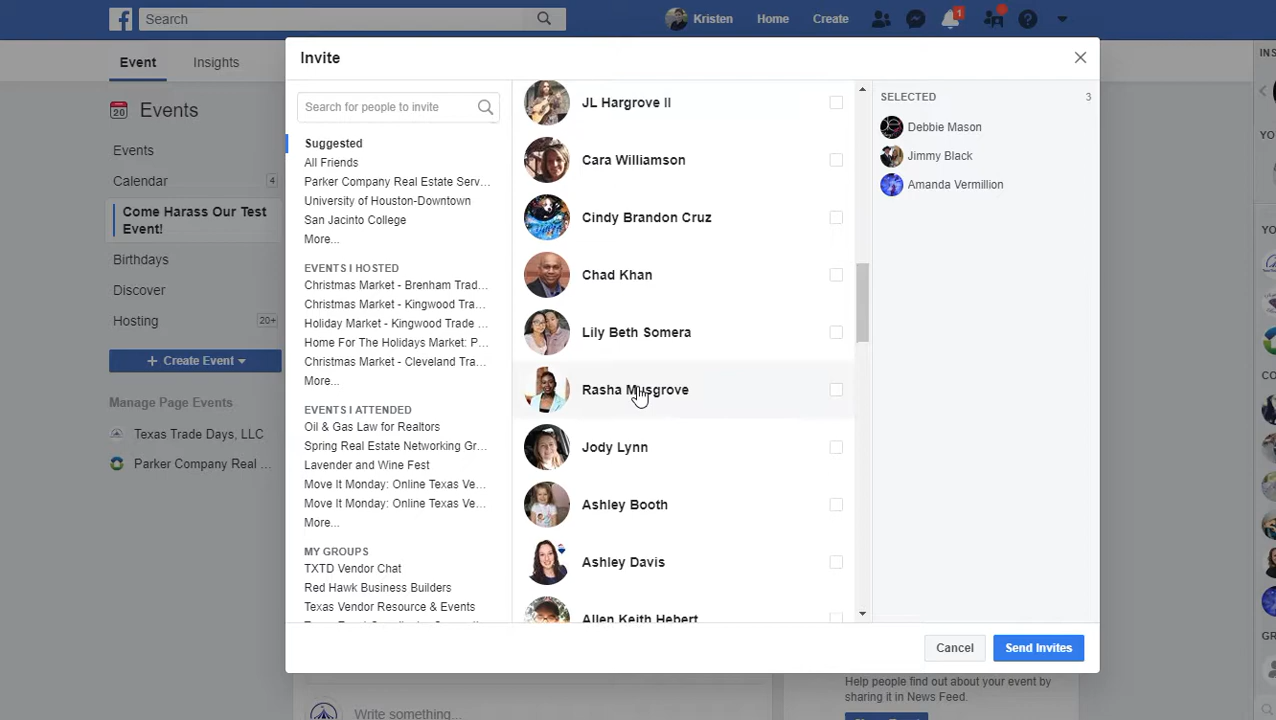 Search
Kristen
Home
Create
1
Event
Insights
Events
Events
Calendar
4
Come Harass Our Test
Event!
Birthdays
Discover
Hosting
20+
+ Create Event
Manage Page Events
Texas Trade Days, LLC
Parker Company Real ...
Invite
Search for people to invite
Suggested
All Friends
Parker Company Real Estate Serv...
University of Houston-Downtown
San Jacinto College
More...
EVENTS I HOSTED
Christmas Market - Brenham Trad...
Christmas Market - Kingwood Tra...
Holiday Market - Kingwood Trade ...
Home For The Holidays Market: P...
Christmas Market - Cleveland Tra...
More...
EVENTS I ATTENDED
Oil & Gas Law for Realtors
Spring Real Estate Networking Gr...
Lavender and Wine Fest
Move It Monday: Online Texas Ve...
Move It Monday: Online Texas Ve...
More...
MY GROUPS
TXTD Vendor Chat
Red Hawk Business Builders
Texas Vendor Resource & Events
JL Hargrove II
Cara Williamson
Cindy Brandon Cruz
Chad Khan
Lily Beth Somera
Rasha Musgrove
Jody Lynn
Ashley Booth
Ashley Davis
Allen Keith Hebert
SELECTED
3
Debbie Mason
Jimmy Black
Amanda Vermillion
Cancel
Send Invites
Write something...
Help people find out about your event by
sharing it in News Feed.
INS
YO
YO
GR